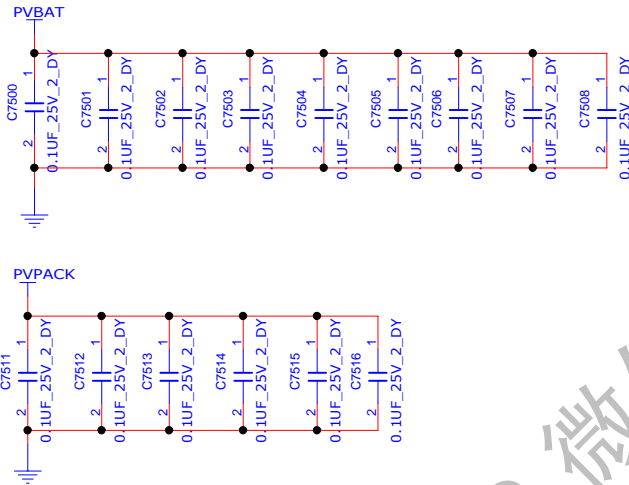 PVBAT
C7500 1 2 0.1UF_25V_2_DY
C7501 1 2 0.1UF_25V_2_DY
C7502 1 2 0.1UF_25V_2_DY
C7503 1 2 0.1UF_25V_2_DY
C7504 1 2 0.1UF_25V_2_DY
C7505 1 2 0.1UF_25V_2_DY
C7506 1 2 0.1UF_25V_2_DY
C7507 1 2 0.1UF_25V_2_DY
C7508 1 2 0.1UF_25V_2_DY
PVPACK
C7511 1 2 0.1UF_25V_2_DY
C7512 1 2 0.1UF_25V_2_DY
C7513 1 2 0.1UF_25V_2_DY
C7514 1 2 0.1UF_25V_2_DY
C7515 1 2 0.1UF_25V_2_DY
C7516 1 2 0.1UF_25V_2_DY
微